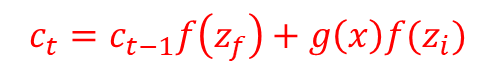 c_t = c_{t-1}f(z_f) + g(x)f(z_i)